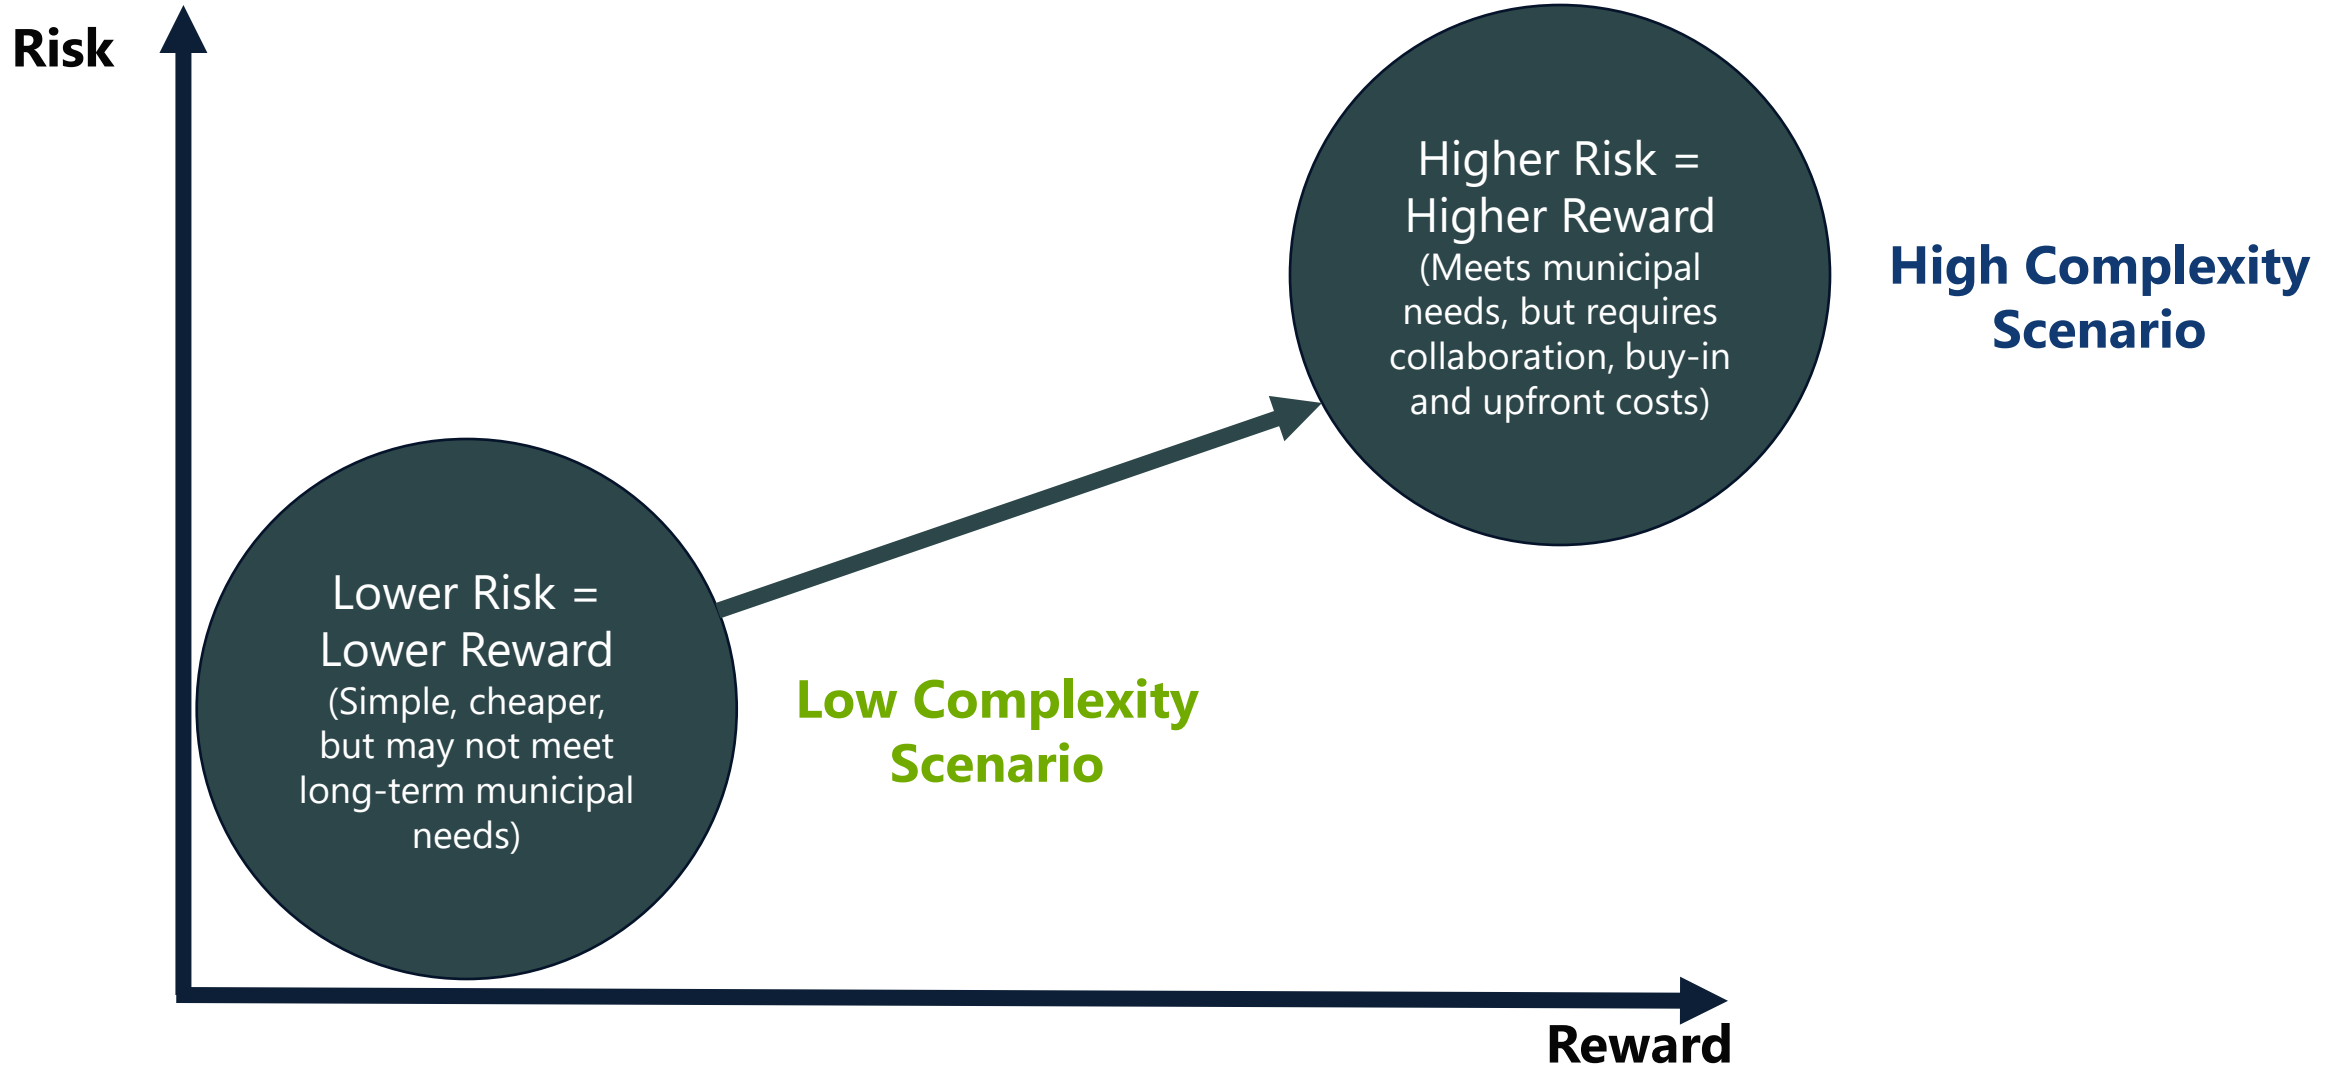 Risk
Higher Risk =
Higher Reward
(Meets municipal
needs, but requires
collaboration, buy-in
and upfront costs)
High Complexity
Scenario
Lower Risk =
Lower Reward
(Simple, cheaper,
but may not meet
long-term municipal
needs)
Low Complexity
Scenario
Reward